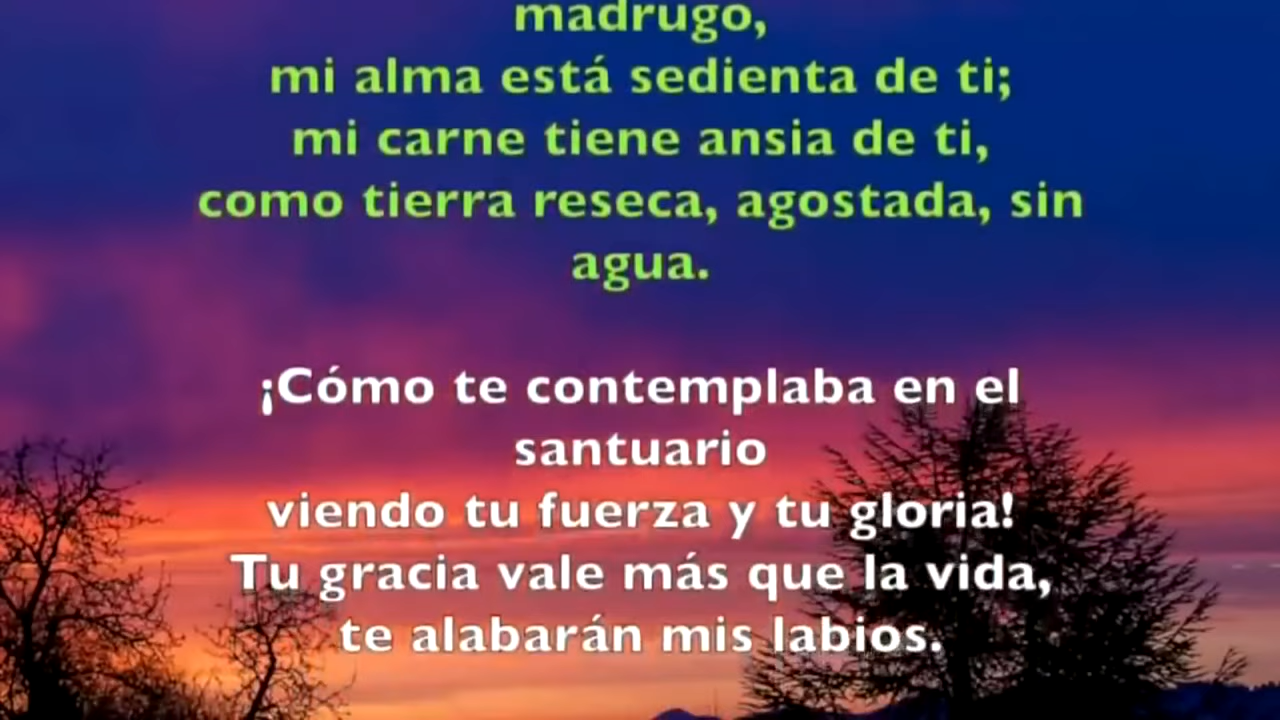 madrugo,
mi alma está sedienta de ti;
mi carne tiene ansia de ti,
como tierra reseca, agostada, sin
agua.
¡Cómo te contemplaba en el
santuario
viendo tu fuerza y tu gloria!
Tu gracia vale más que la vida,
te alabarán mis labios.